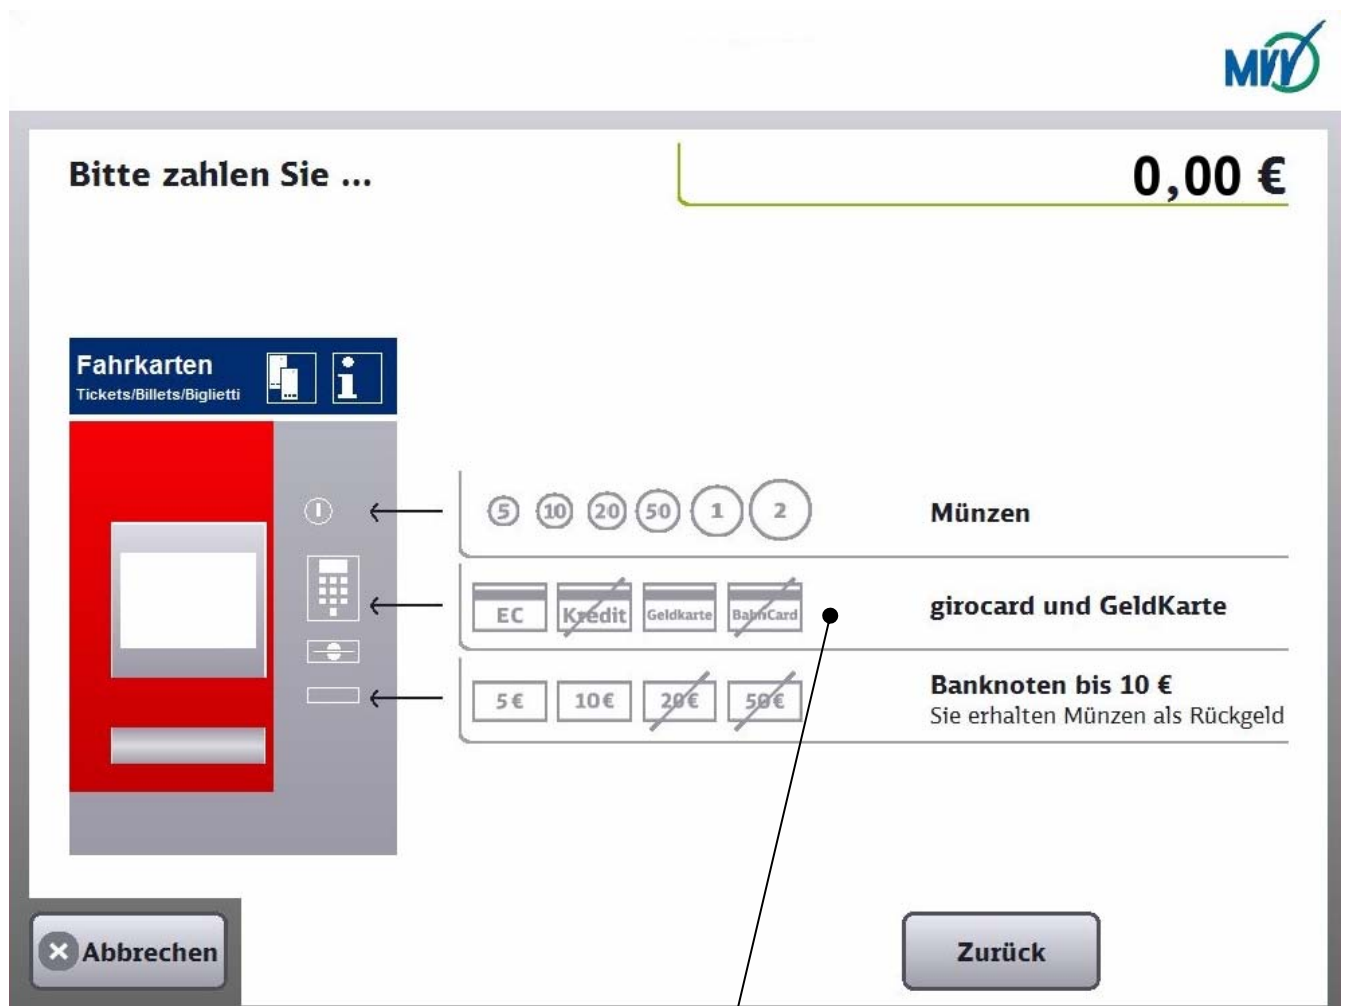 MVV
Bitte zahlen Sie ...
0,00 €
Fahrkarten
Tickets/Billets/Biglietti
5 10 20 50 1 2
Münzen
EC Kredit Geldkarte BahnCard
girocard und GeldKarte
5€ 10€ 20€ 50€
Banknoten bis 10 €
Sie erhalten Münzen als Rückgeld
Abbrechen
Zurück